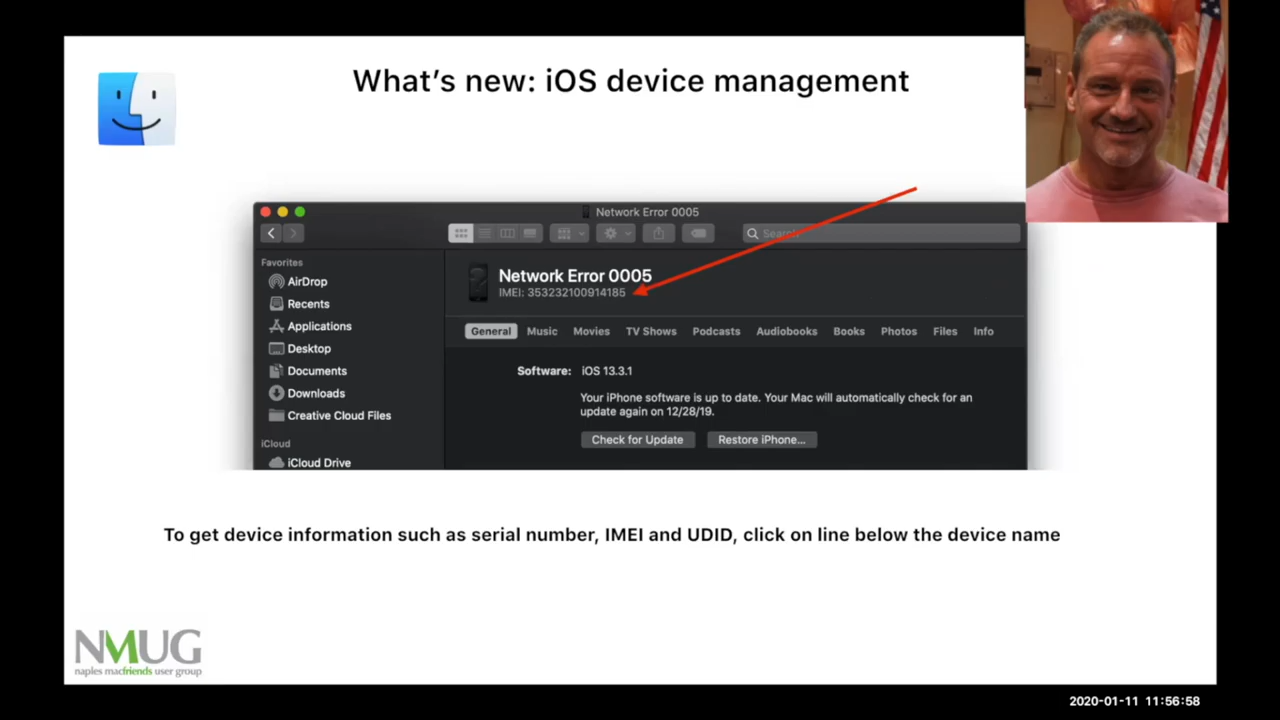 What's new: iOS device management
Network Error 0005
Search
Favorites
AirDrop
Recents
Applications
Desktop
Documents
Downloads
Creative Cloud Files
iCloud
iCloud Drive
Network Error 0005
IMEI: 353232100914185
General Music Movies TV Shows Podcasts Audiobooks Books Photos Files Info
Software: iOS 13.3.1
Your iPhone software is up to date. Your Mac will automatically check for an
update again on 12/28/19.
Check for Update Restore iPhone...
To get device information such as serial number, IMEI and UDID, click on line below the device name
NMUG
naples macfriends user group
2020-01-11 11:56:58